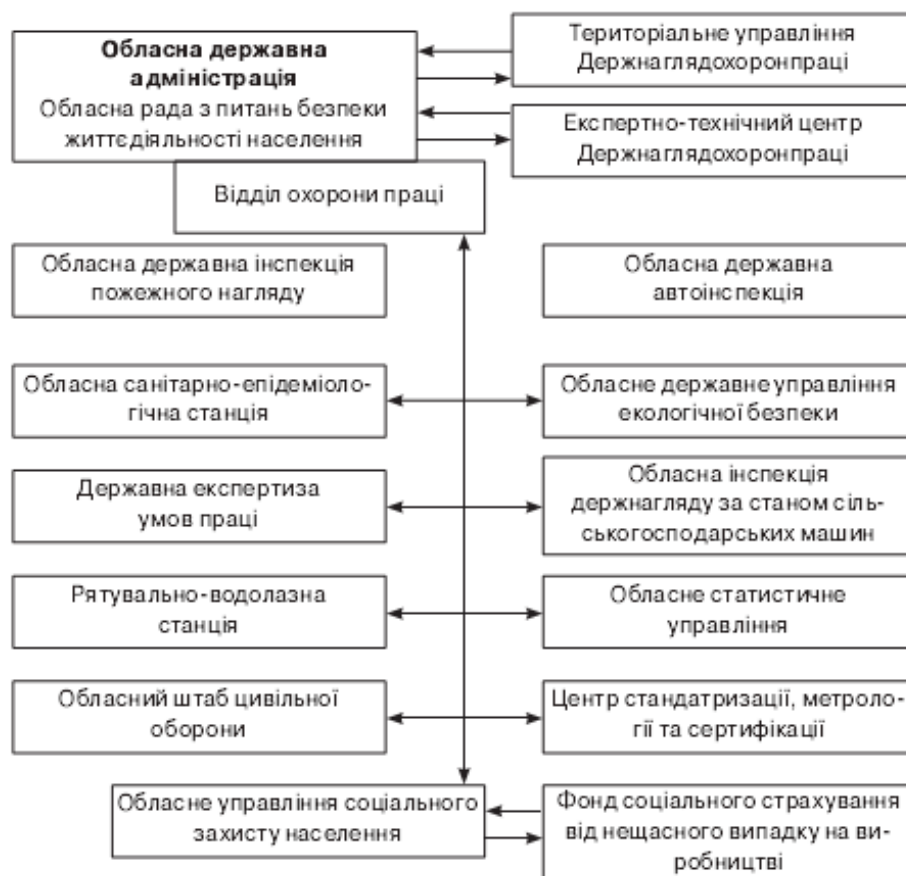 Обласна державна
адміністрація
Обласна рада з питань безпеки
життєдіяльності населення
Територіальне управління
Держнаглядохоронпраці
Експертно-технічний центр
Держнаглядохоронпраці
Відділ охорони праці
Обласна державна інспекція
пожежного нагляду
Обласна державна
автоінспекція
Обласна санітарно-епідеміоло-
гічна станція
Обласне державне управління
екологічної безпеки
Державна експертиза
умов праці
Обласна інспекція
держнагляду за станом сіль-
ськогосподарських машин
Рятувально-водолазна
станція
Обласне статистичне
управління
Обласний штаб цивільної
оборони
Центр стандатризації, метроло-
гії та сертифікації
Обласне управління соціального
захисту населення
Фонд соціального страхування
від нещасного випадку на ви-
робництві